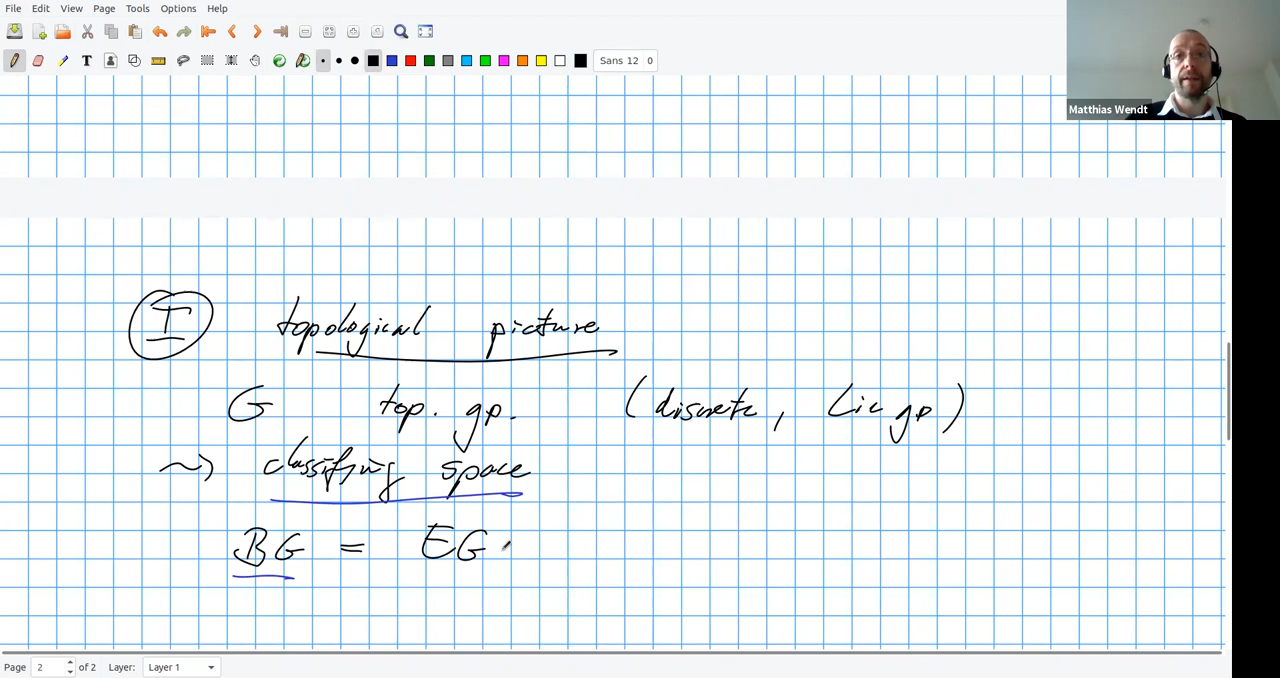 File Edit View Page Tools Options Help
Sans 12 0
Matthias Wendt
I topological picture
G top. gp. (discrete, Lie gp)
⇝ classifying space
BG = EG
Page 2 of 2 Layer: Layer 1